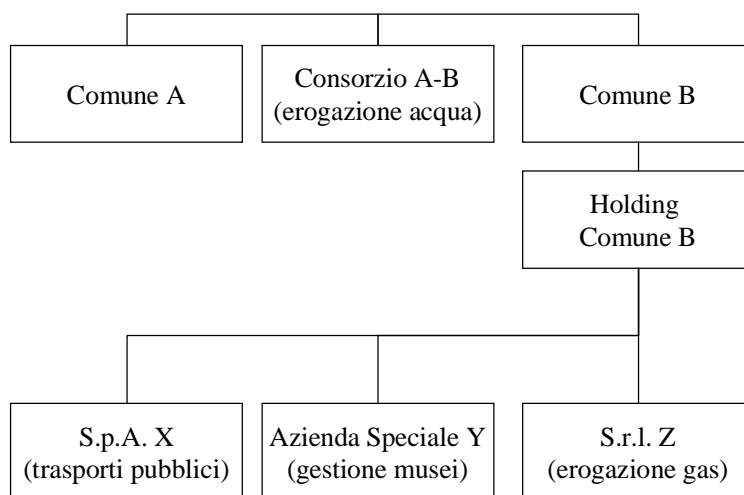 Comune A
Consorzio A-B
(erogazione acqua)
Comune B
Holding
Comune B
S.p.A. X
(trasporti pubblici)
Azienda Speciale Y
(gestione musei)
S.r.l. Z
(erogazione gas)